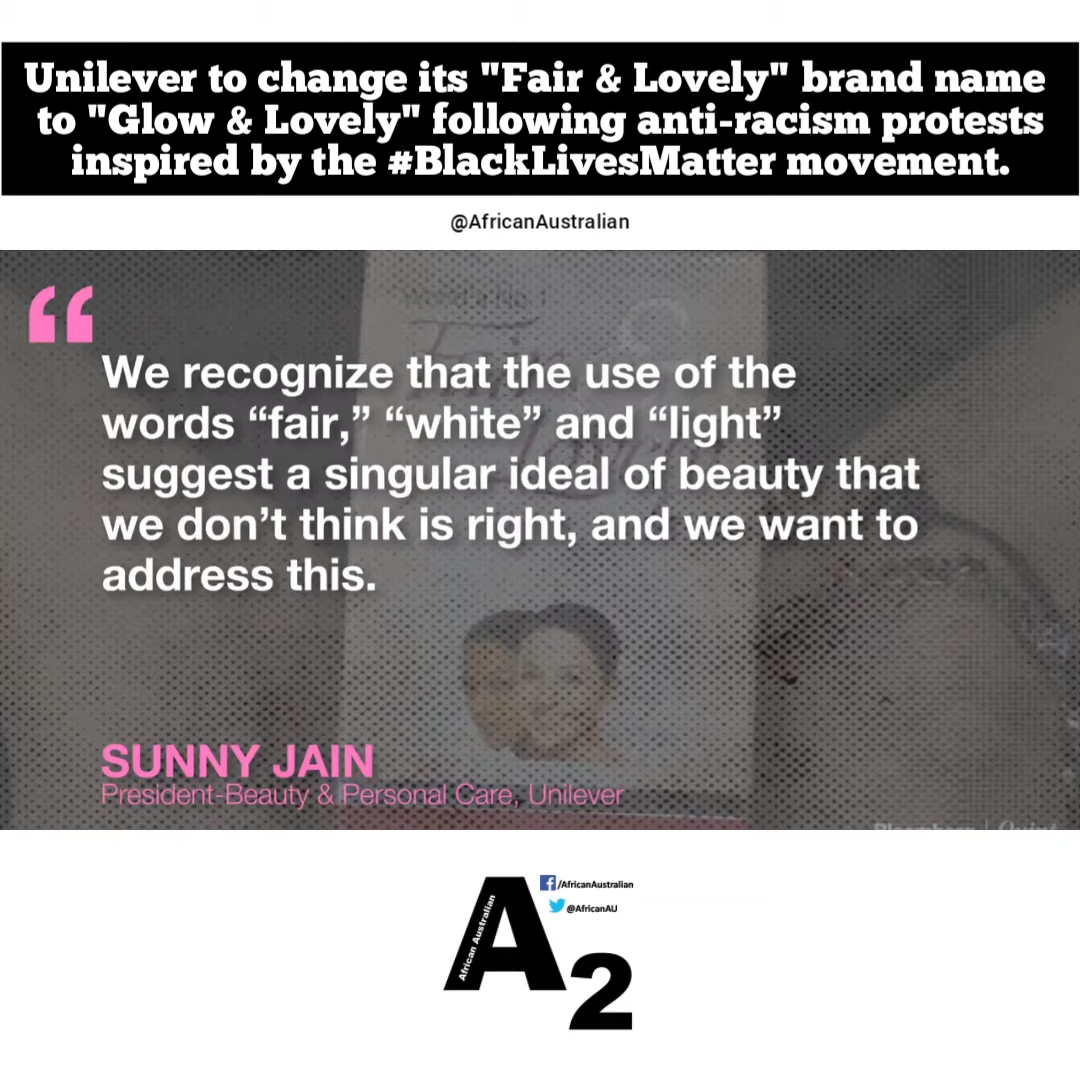 Unilever to change its "Fair & Lovely" brand name
to "Glow & Lovely" following anti-racism protests
inspired by the #BlackLivesMatter movement.
@AfricanAustralian
“
We recognize that the use of the
words “fair,” “white” and “light”
suggest a singular ideal of beauty that
we don’t think is right, and we want to
address this.
SUNNY JAIN
President-Beauty & Personal Care, Unilever
/AfricanAustralian
@AfricanAU
African Australian
A2